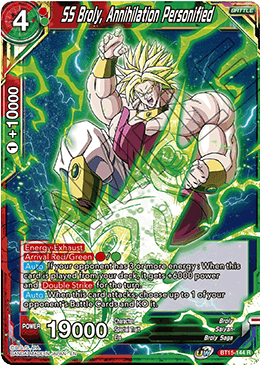 4
SS Broly, Annihilation Personified
BATTLE
1 +10000
Energy-Exhaust
Arrival Red/Green
Auto If your opponent has 3 or more energy : When this
card is played from your deck, it gets +6000 power
and Double Strike for the turn.
Auto When this card attacks: choose up to 1 of your
opponent's Battle Cards and KO it.
POWER 19000
Broly
Saiyan
Broly Saga
BT11-144 R